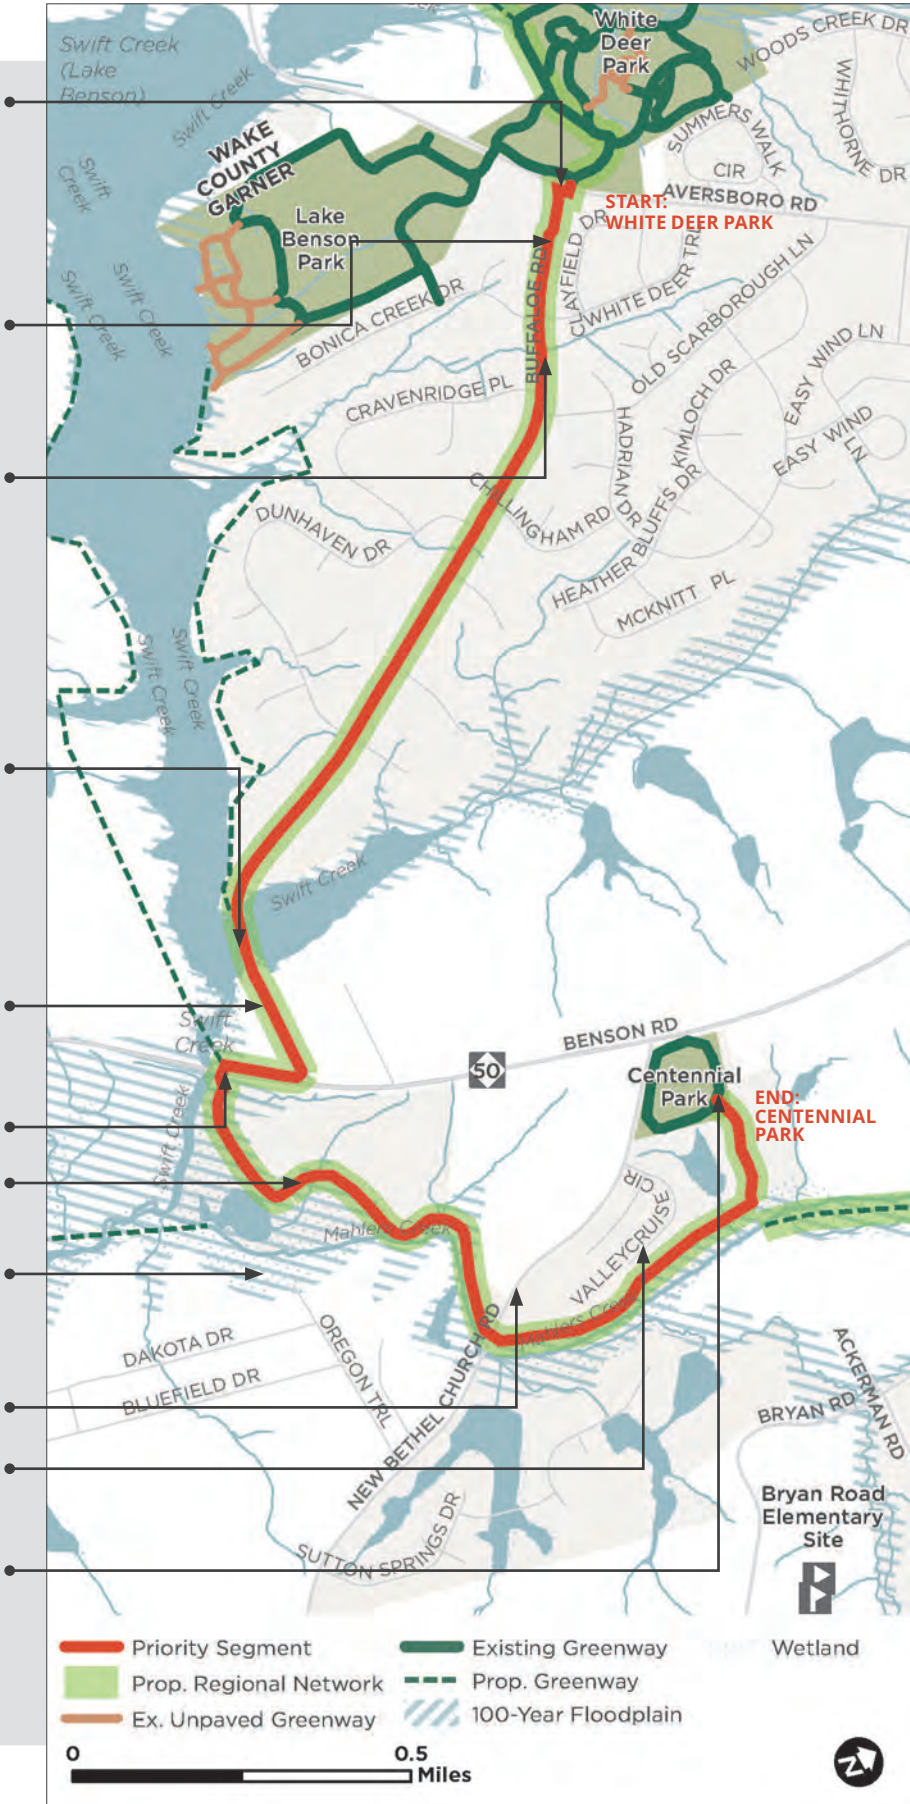 Swift Creek
(Lake
Benson)
Swift Creek
White
Deer
Park
WOODS CREEK DR
WHITHORNE DR
SUMMERS WALK
CIR
AVERSBORO RD
WAKE
COUNTY
GARNER
Swift
Creek
Lake
Benson
Park
START:
WHITE DEER PARK
CLAYFIELD DR
WHITE DEER TRL
BUFFALOE RD
OLD SCARBOROUGH LN
Swift Creek
Swift Creek
BONICA CREEK DR
CRAVENRIDGE PL
EASY WIND LN
EASY WIND
LN
KIMLOCH DR
HADRIAN DR
CHILLINGHAM RD
HEATHER BLUFFS DR
DUNHAVEN DR
MCKNITT PL
Swift Creek
Swift Creek
Swift Creek
Swift
Creek
BENSON RD
50
Centennial
Park
END:
CENTENNIAL
PARK
Swift Creek
Mahlers Creek
VALLEYCRUISE
CIR
Mahlers Creek
DAKOTA DR
BLUEFIELD DR
OREGON TRL
NEW BETHEL CHURCH RD
SUTTON SPRINGS DR
ACKERMAN RD
BRYAN RD
Bryan Road
Elementary
Site
Priority Segment
Existing Greenway
Wetland
Prop. Regional Network
Prop. Greenway
Ex. Unpaved Greenway
100-Year Floodplain
0
0.5
Miles
N